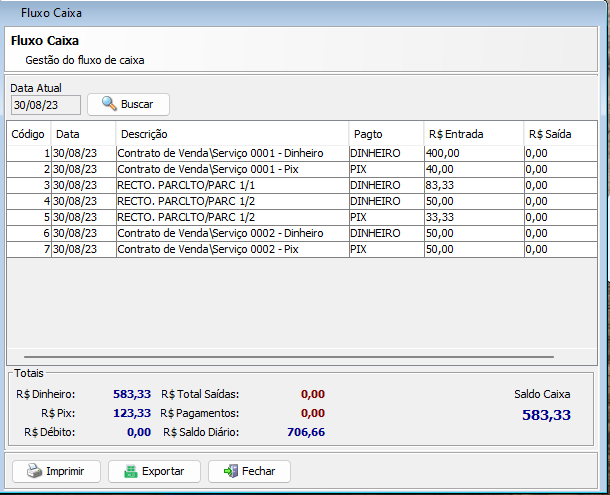 Fluxo Caixa
Fluxo Caixa
Gestão do fluxo de caixa
Data Atual
30/08/23 Buscar
Código Data Descrição Pagto R$ Entrada R$ Saída
1 30/08/23 Contrato de Venda\Serviço 0001 - Dinheiro DINHEIRO 400,00 0,00
2 30/08/23 Contrato de Venda\Serviço 0001 - Pix PIX 40,00 0,00
3 30/08/23 RECTO. PARCLTO/PARC 1/1 DINHEIRO 83,33 0,00
4 30/08/23 RECTO. PARCLTO/PARC 1/2 DINHEIRO 50,00 0,00
5 30/08/23 RECTO. PARCLTO/PARC 1/2 PIX 33,33 0,00
6 30/08/23 Contrato de Venda\Serviço 0002 - Dinheiro DINHEIRO 50,00 0,00
7 30/08/23 Contrato de Venda\Serviço 0002 - Pix PIX 50,00 0,00
Totais
R$ Dinheiro: 583,33 R$ Total Saídas: 0,00 Saldo Caixa
R$ Pix: 123,33 R$ Pagamentos: 0,00 583,33
R$ Débito: 0,00 R$ Saldo Diário: 706,66
Imprimir Exportar Fechar